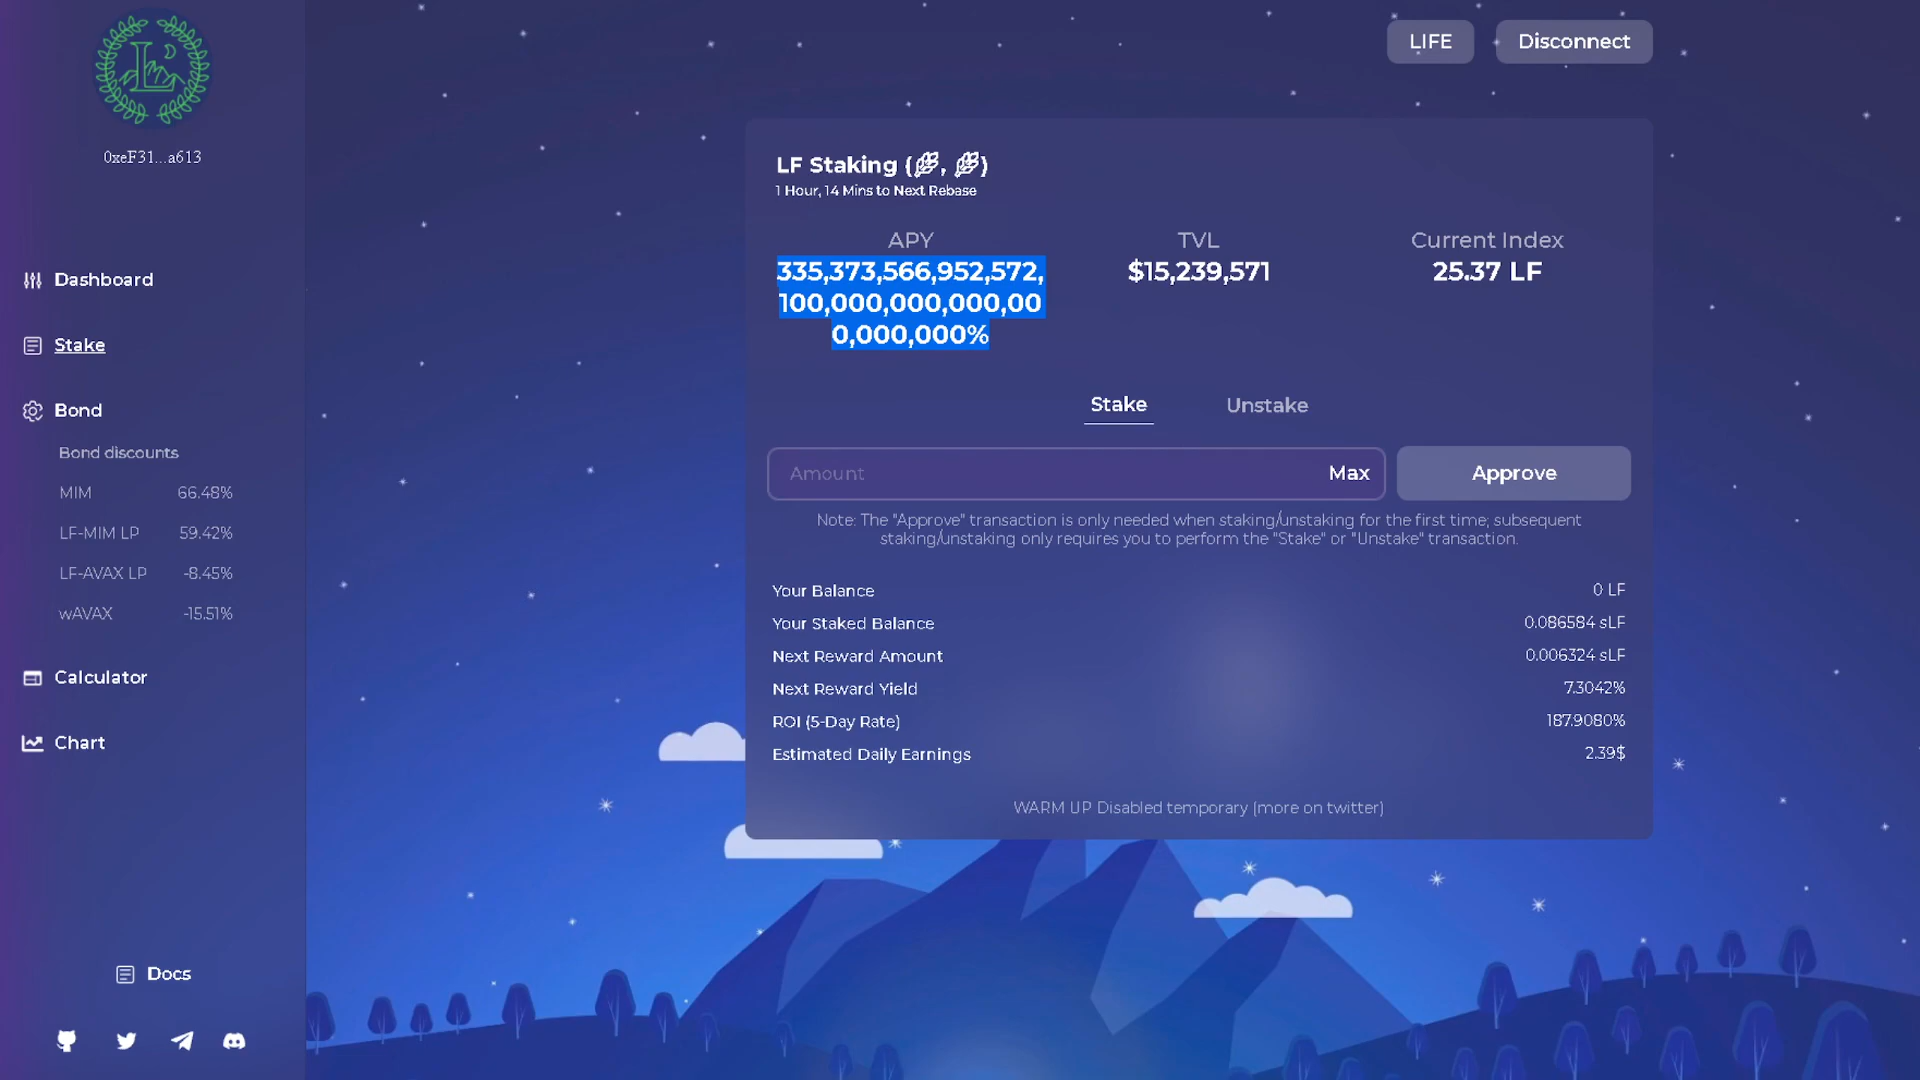 LIFE
Disconnect
0xeF31...a613
Dashboard
Stake
Bond
Bond discounts
MIM 66.48%
LF-MIM LP 59.42%
LF-AVAX LP -8.45%
wAVAX -15.51%
Calculator
Chart
Docs
LF Staking (, )
1 Hour, 14 Mins to Next Rebase
APY
335,373,566,952,572,
100,000,000,000,00
0,000,000%
TVL
$15,239,571
Current Index
25.37 LF
Stake
Unstake
Amount
Max
Approve
Note: The "Approve" transaction is only needed when staking/unstaking for the first time; subsequent
staking/unstaking only requires you to perform the "Stake" or "Unstake" transaction.
Your Balance 0 LF
Your Staked Balance 0.086584 sLF
Next Reward Amount 0.006324 sLF
Next Reward Yield 7.3042%
ROI (5-Day Rate) 187.9080%
Estimated Daily Earnings 2.39$
WARM UP Disabled temporary (more on twitter)